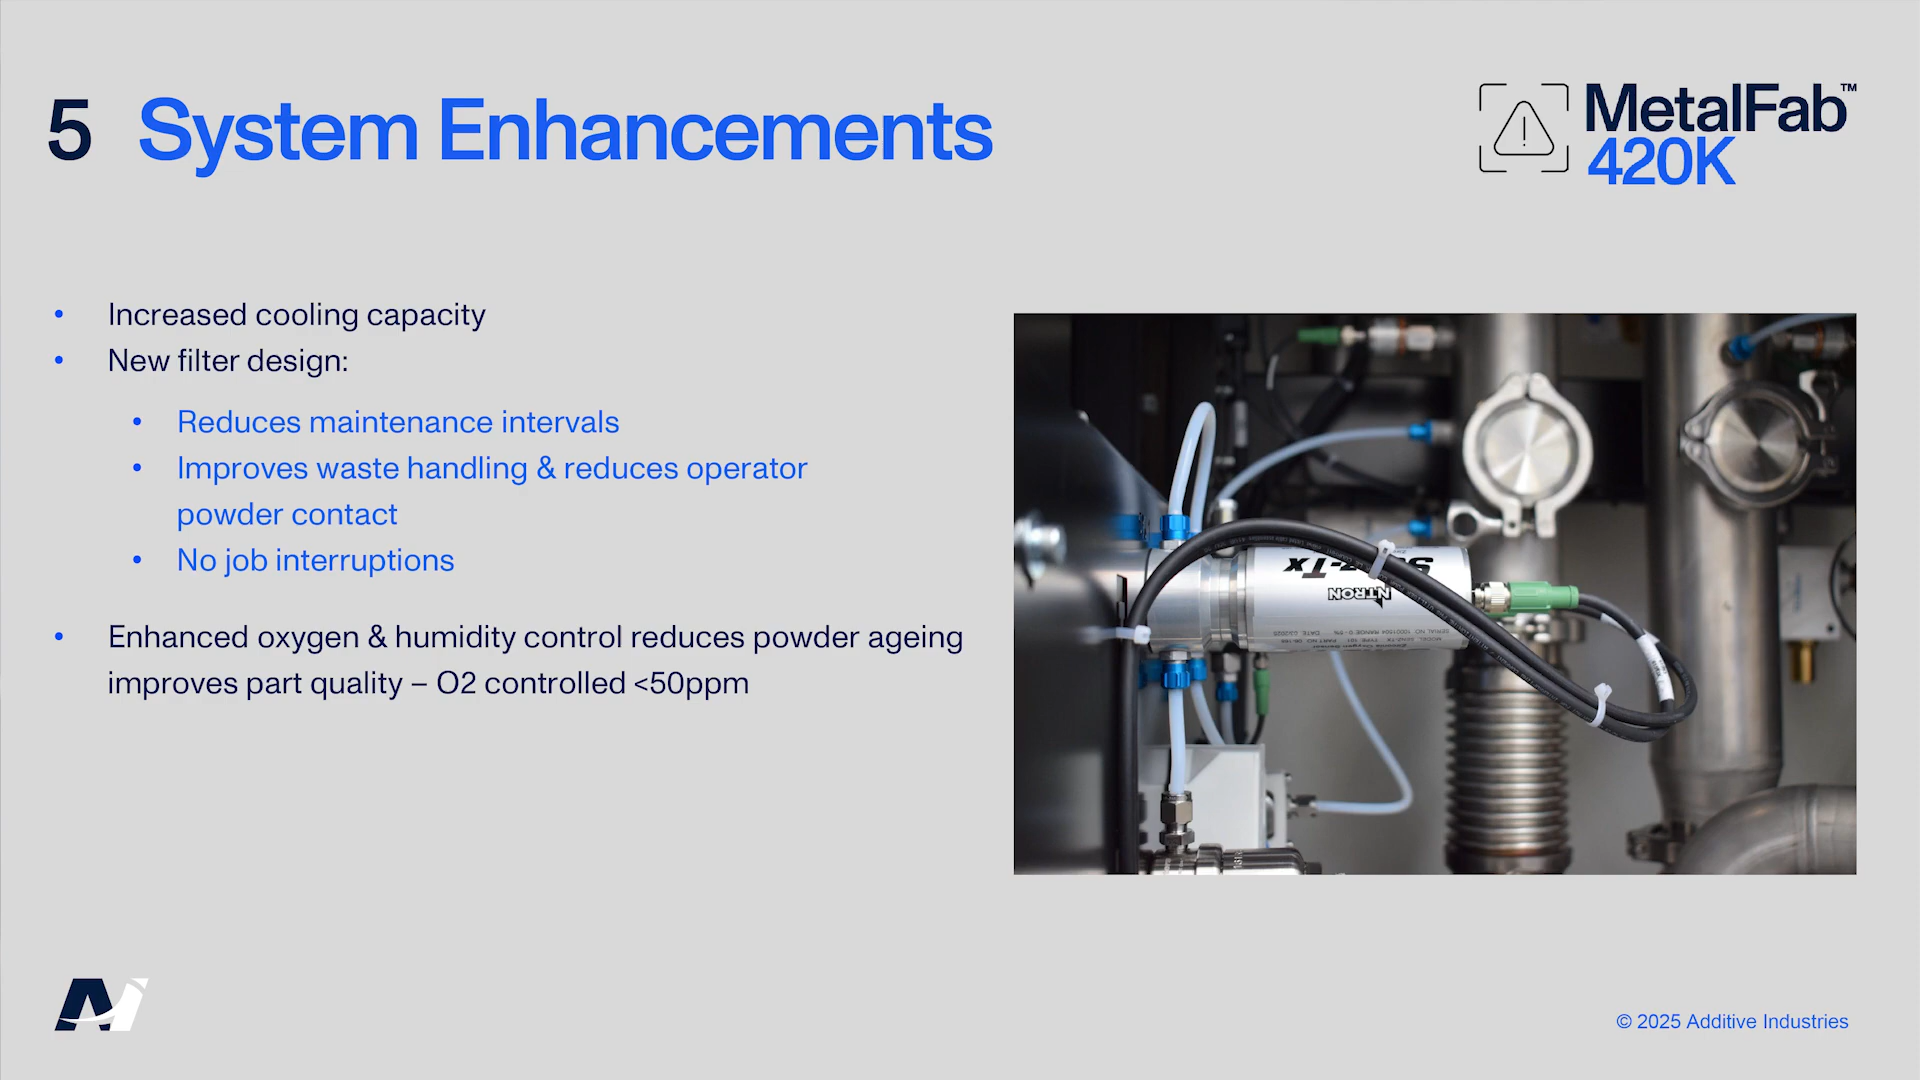 5 System Enhancements
MetalFab™
420K
• Increased cooling capacity
• New filter design:
• Reduces maintenance intervals
• Improves waste handling & reduces operator
powder contact
• No job interruptions
• Enhanced oxygen & humidity control reduces powder ageing
improves part quality – O2 controlled <50ppm
NTRON
© 2025 Additive Industries